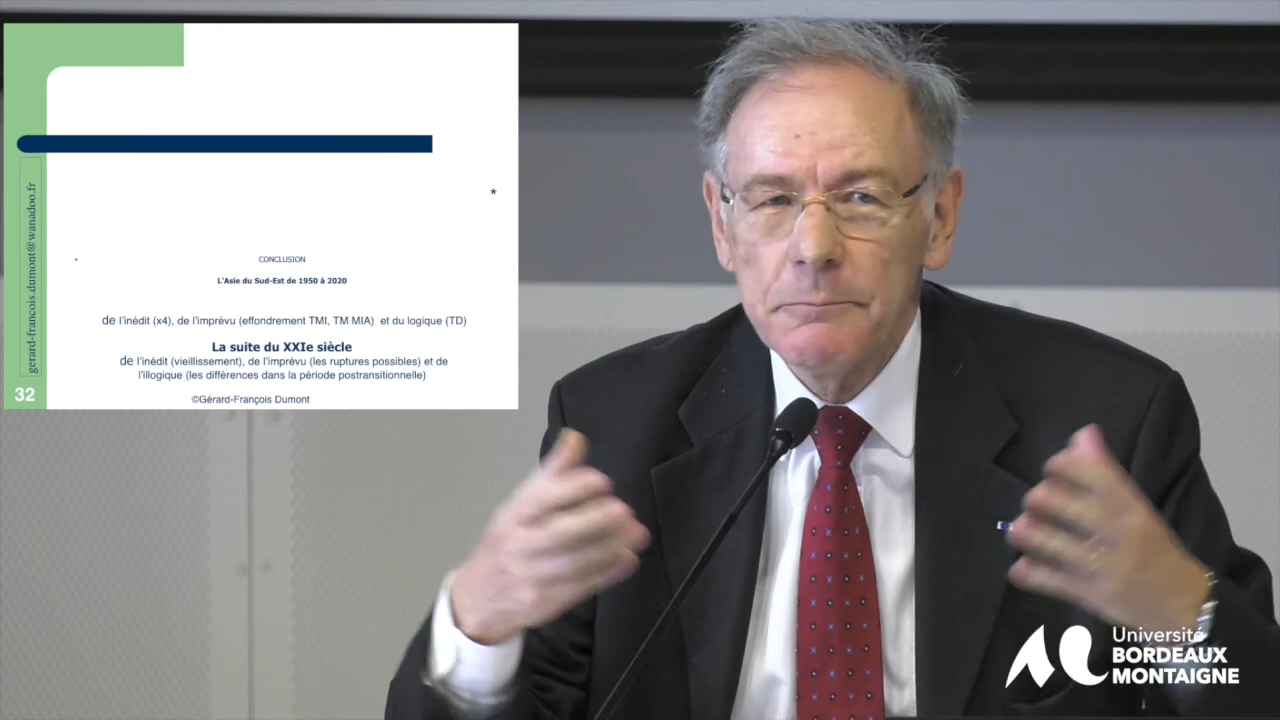 gerard-francois.dumont@wanadoo.fr
*
.
CONCLUSION
L'Asie du Sud-Est de 1950 à 2020
de l'inédit (x4), de l'imprévu (effondrement TMI, TM MIA) et du logique (TD)
La suite du XXIe siècle
de l'inédit (vieillissement), de l'imprévu (les ruptures possibles) et de
l'illogique (les différences dans la période postransitionnelle)
©Gérard-François Dumont
32
Université
BORDEAUX
MONTAIGNE